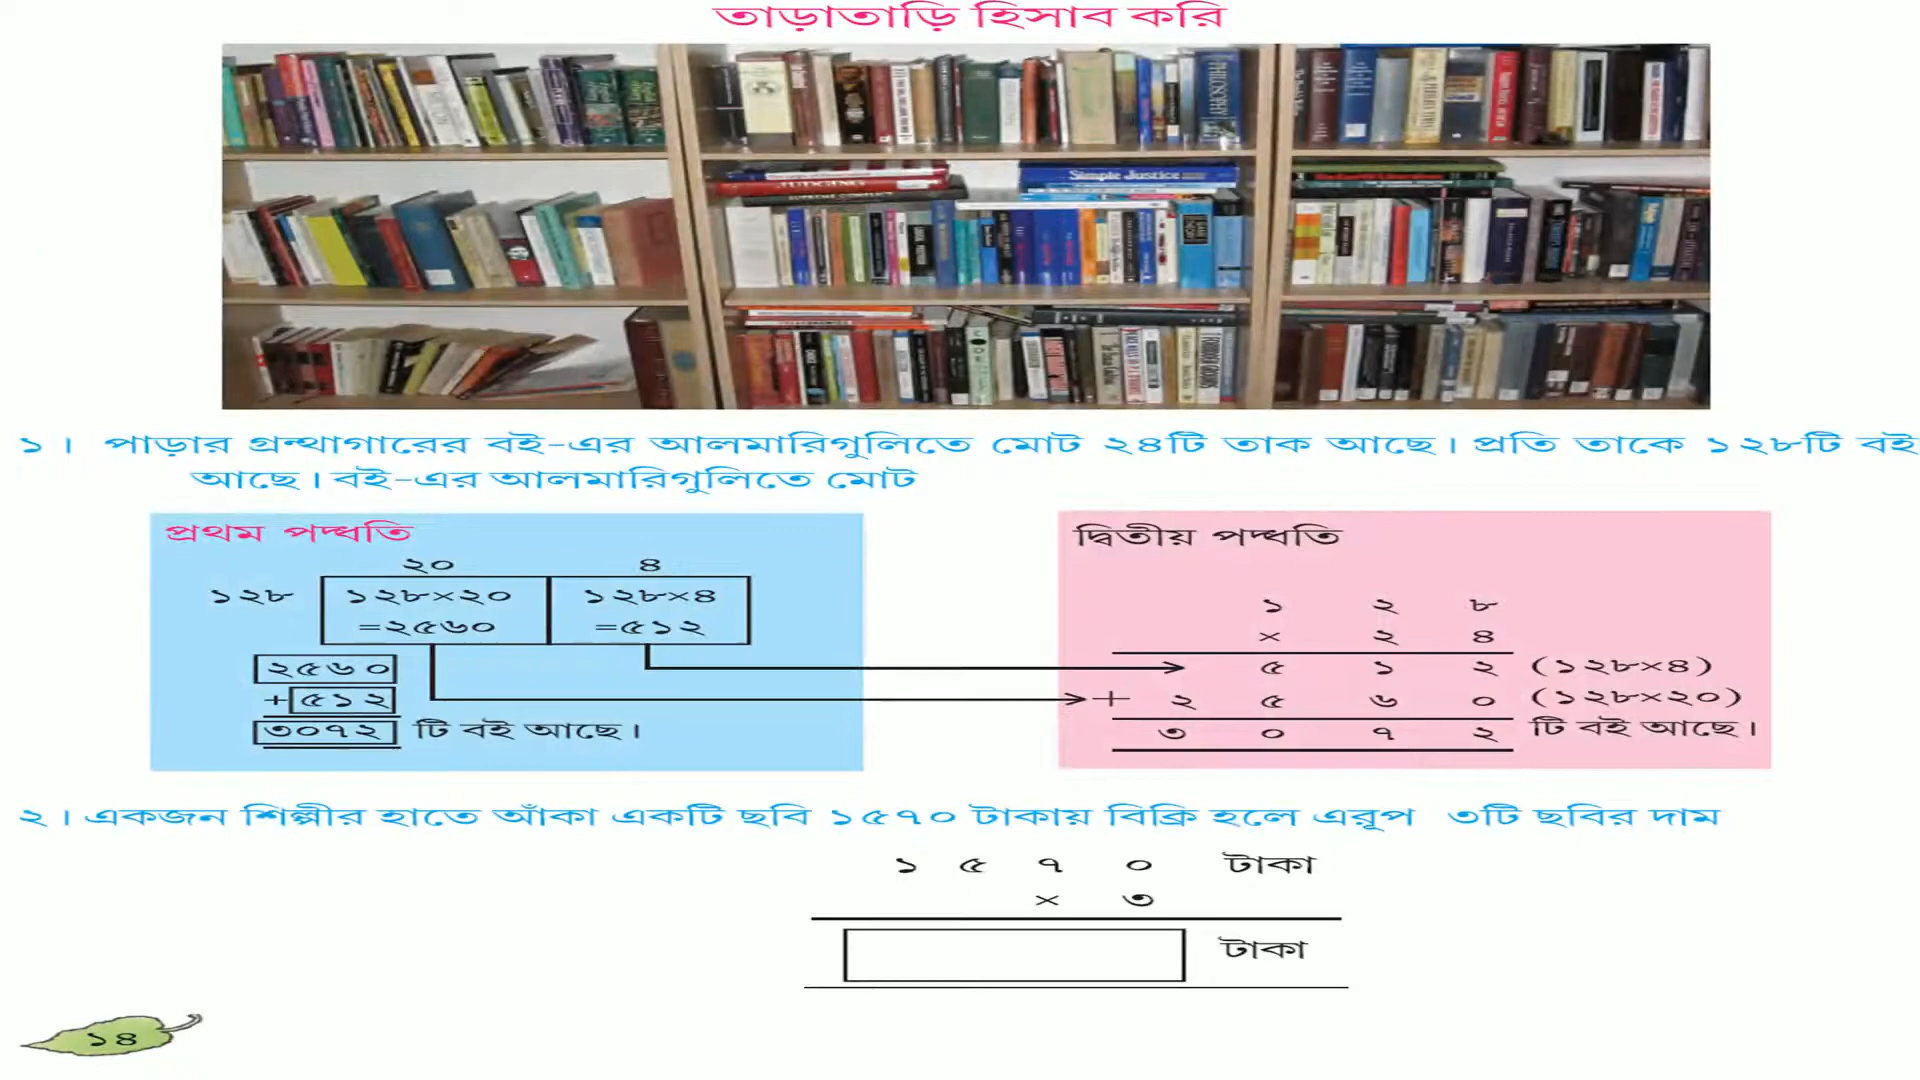 তাড়াতাড়ি হিসাব করি
PHILOSOPHY
Simple Justice
১। পাড়ার গ্রন্থাগারের বই-এর আলমারিগুলিতে মোট ২৪টি তাক আছে। প্রতি তাকে ১২৮টি বই
আছে। বই-এর আলমারিগুলিতে মোট
প্রথম পদ্ধতি
২০ ৪
১২৮ ১২৮×২০ ১২৮×৪
=২৫৬০ =৫১২
২৫৬০
+৫১২
৩০৭২ টি বই আছে।
দ্বিতীয় পদ্ধতি
১ ২ ৮
× ২ ৪
৫ ১ ২ (১২৮×৪)
+ ২ ৫ ৬ ০ (১২৮×২০)
৩ ০ ৭ ২ টি বই আছে।
২। একজন শিল্পীর হাতে আঁকা একটি ছবি ১৫৭০ টাকায় বিক্রি হলে এরূপ ৩টি ছবির দাম
১ ৫ ৭ ০ টাকা
× ৩
টাকা
১৪